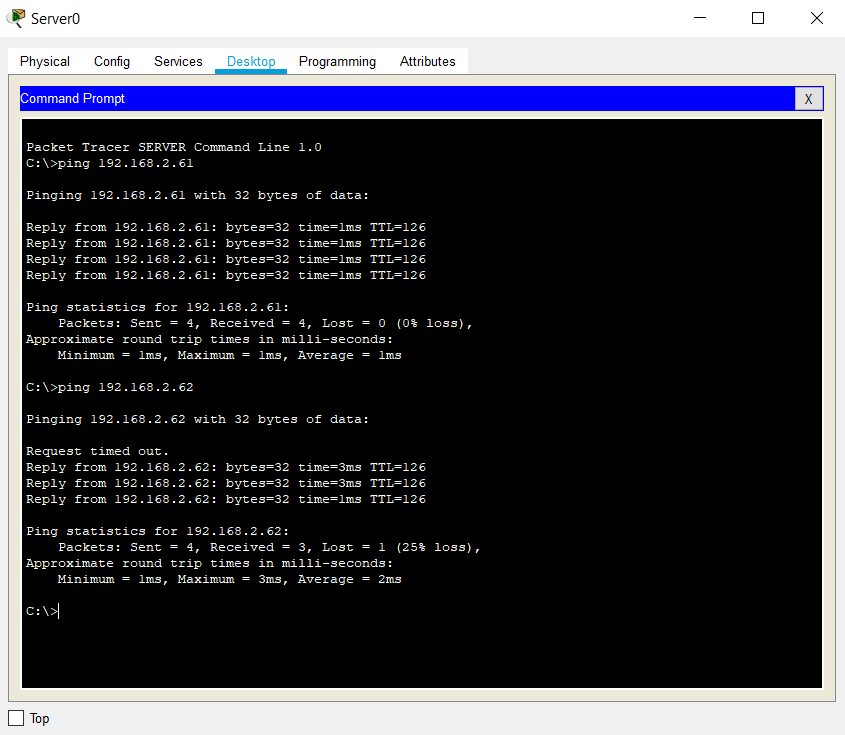 Server0
Physical Config Services Desktop Programming Attributes
Command Prompt
X
Packet Tracer SERVER Command Line 1.0
C:\>ping 192.168.2.61
Pinging 192.168.2.61 with 32 bytes of data:
Reply from 192.168.2.61: bytes=32 time=1ms TTL=126
Reply from 192.168.2.61: bytes=32 time=1ms TTL=126
Reply from 192.168.2.61: bytes=32 time=1ms TTL=126
Reply from 192.168.2.61: bytes=32 time=1ms TTL=126
Ping statistics for 192.168.2.61:
    Packets: Sent = 4, Received = 4, Lost = 0 (0% loss),
Approximate round trip times in milli-seconds:
    Minimum = 1ms, Maximum = 1ms, Average = 1ms
C:\>ping 192.168.2.62
Pinging 192.168.2.62 with 32 bytes of data:
Request timed out.
Reply from 192.168.2.62: bytes=32 time=3ms TTL=126
Reply from 192.168.2.62: bytes=32 time=3ms TTL=126
Reply from 192.168.2.62: bytes=32 time=1ms TTL=126
Ping statistics for 192.168.2.62:
    Packets: Sent = 4, Received = 3, Lost = 1 (25% loss),
Approximate round trip times in milli-seconds:
    Minimum = 1ms, Maximum = 3ms, Average = 2ms
C:\>
Top